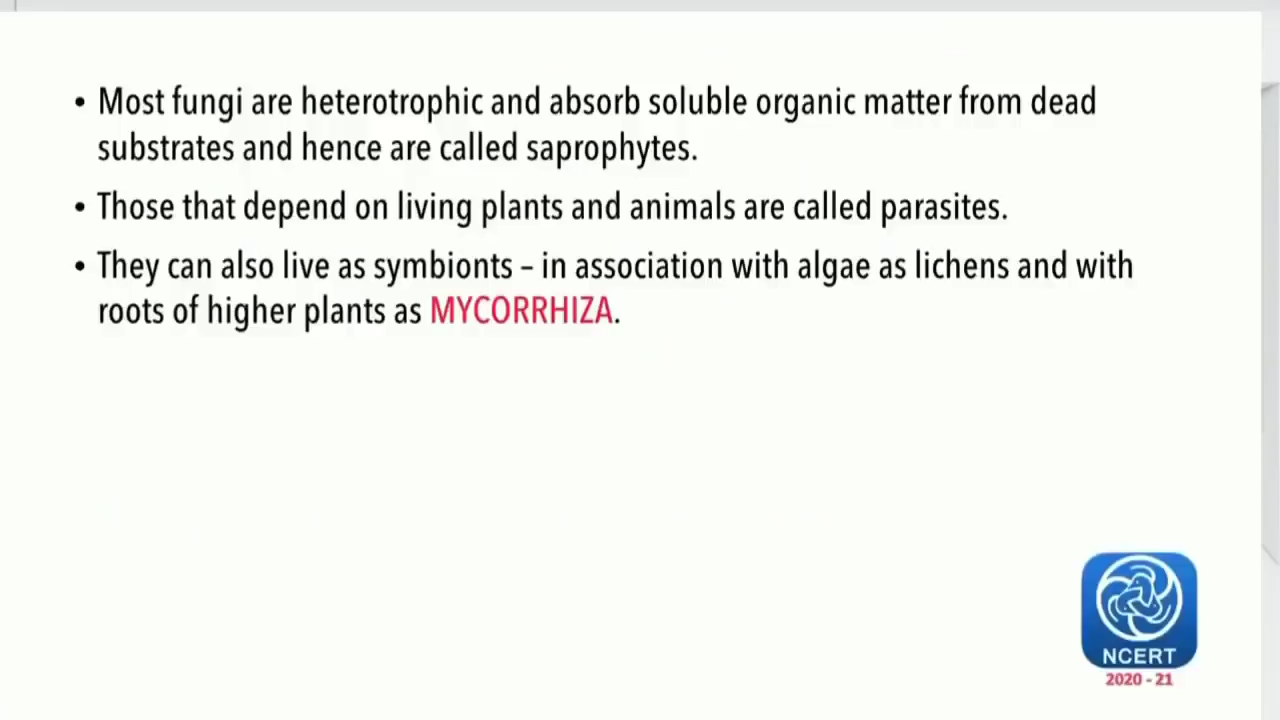 • Most fungi are heterotrophic and absorb soluble organic matter from dead
substrates and hence are called saprophytes.
• Those that depend on living plants and animals are called parasites.
• They can also live as symbionts – in association with algae as lichens and with
roots of higher plants as MYCORRHIZA.
NCERT
2020 - 21